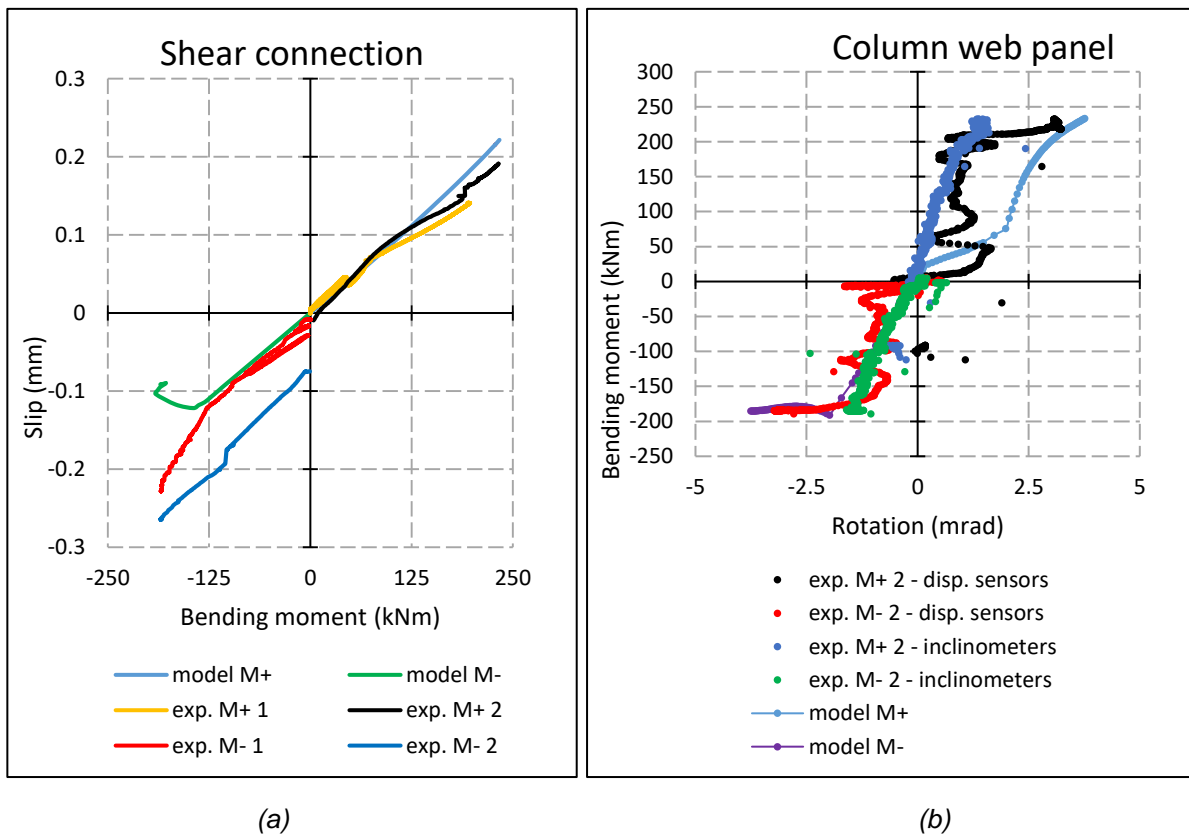 Shear connection
0.3
0.2
0.1
0
-0.1
-0.2
-0.3
Slip (mm)
-250
-125
0
125
250
Bending moment (kNm)
model M+
model M-
exp. M+ 1
exp. M+ 2
exp. M- 1
exp. M- 2
(a)
Column web panel
300
250
200
150
100
50
0
-50
-100
-150
-200
-250
Bending moment (kNm)
-5
-2.5
0
2.5
5
Rotation (mrad)
exp. M+ 2 - disp. sensors
exp. M- 2 - disp. sensors
exp. M+ 2 - inclinometers
exp. M- 2 - inclinometers
model M+
model M-
(b)